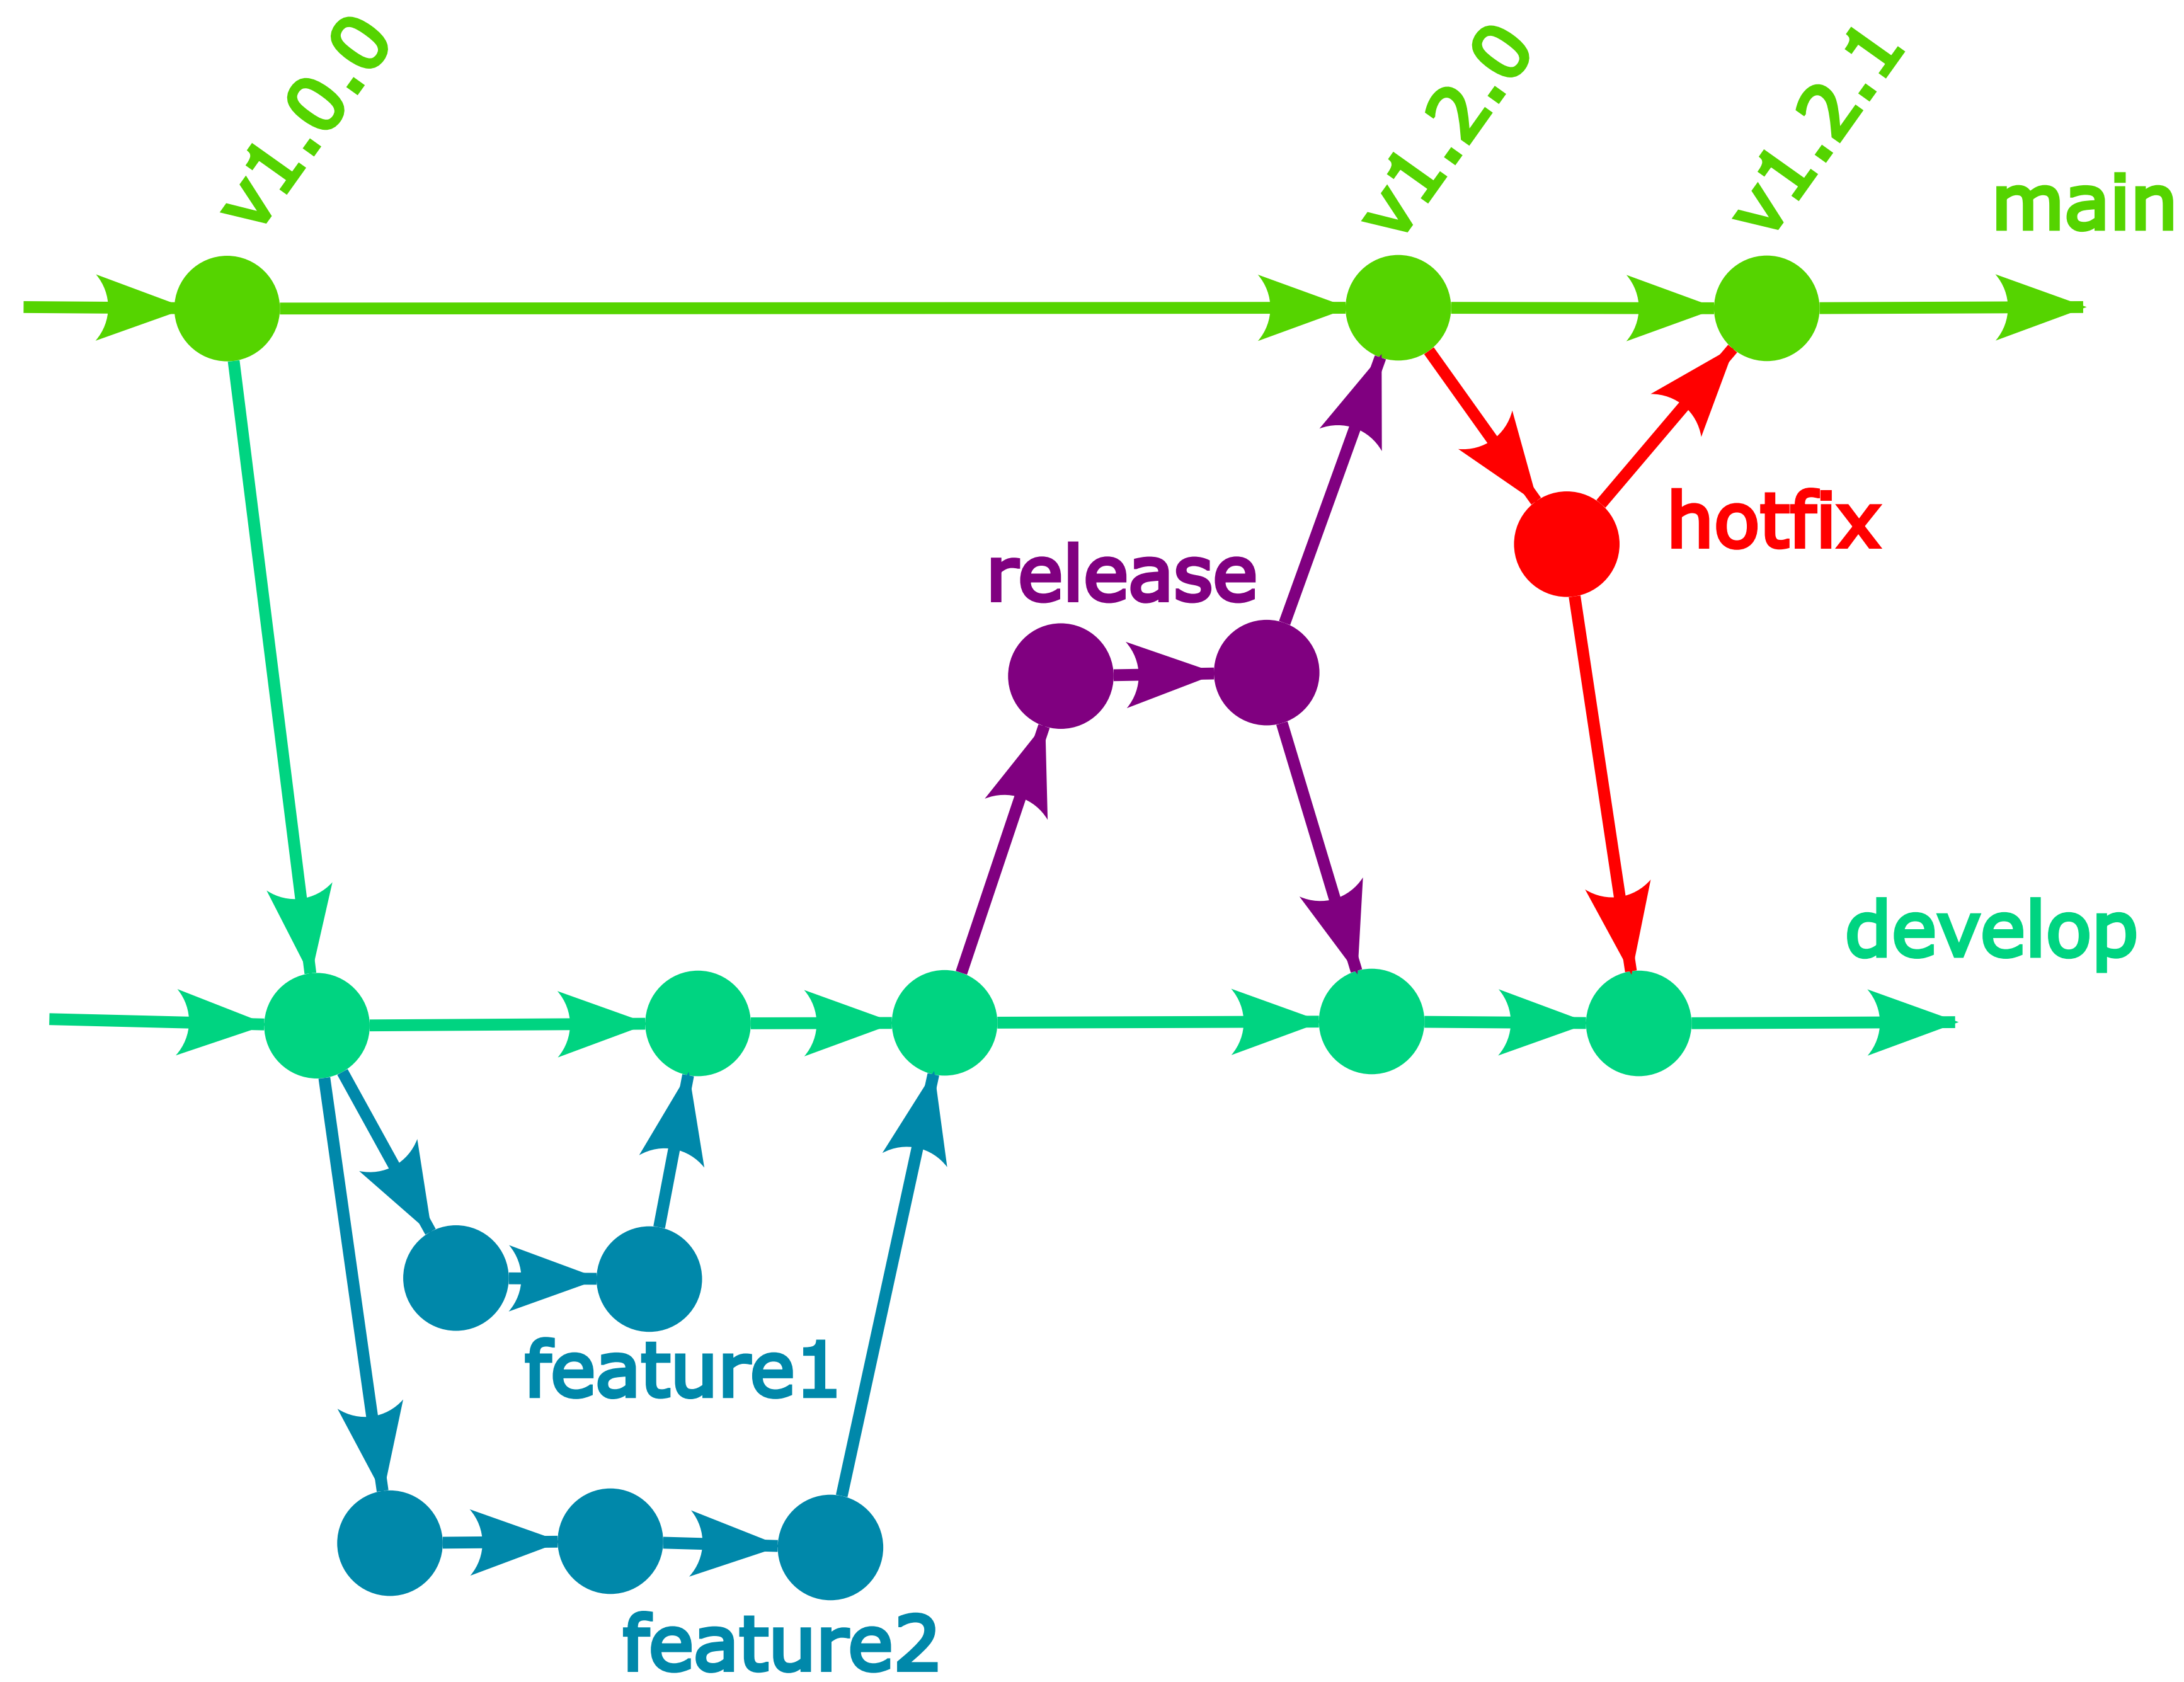 v1.0.0
v1.2.0
v1.2.1
main
hotfix
release
develop
feature1
feature2